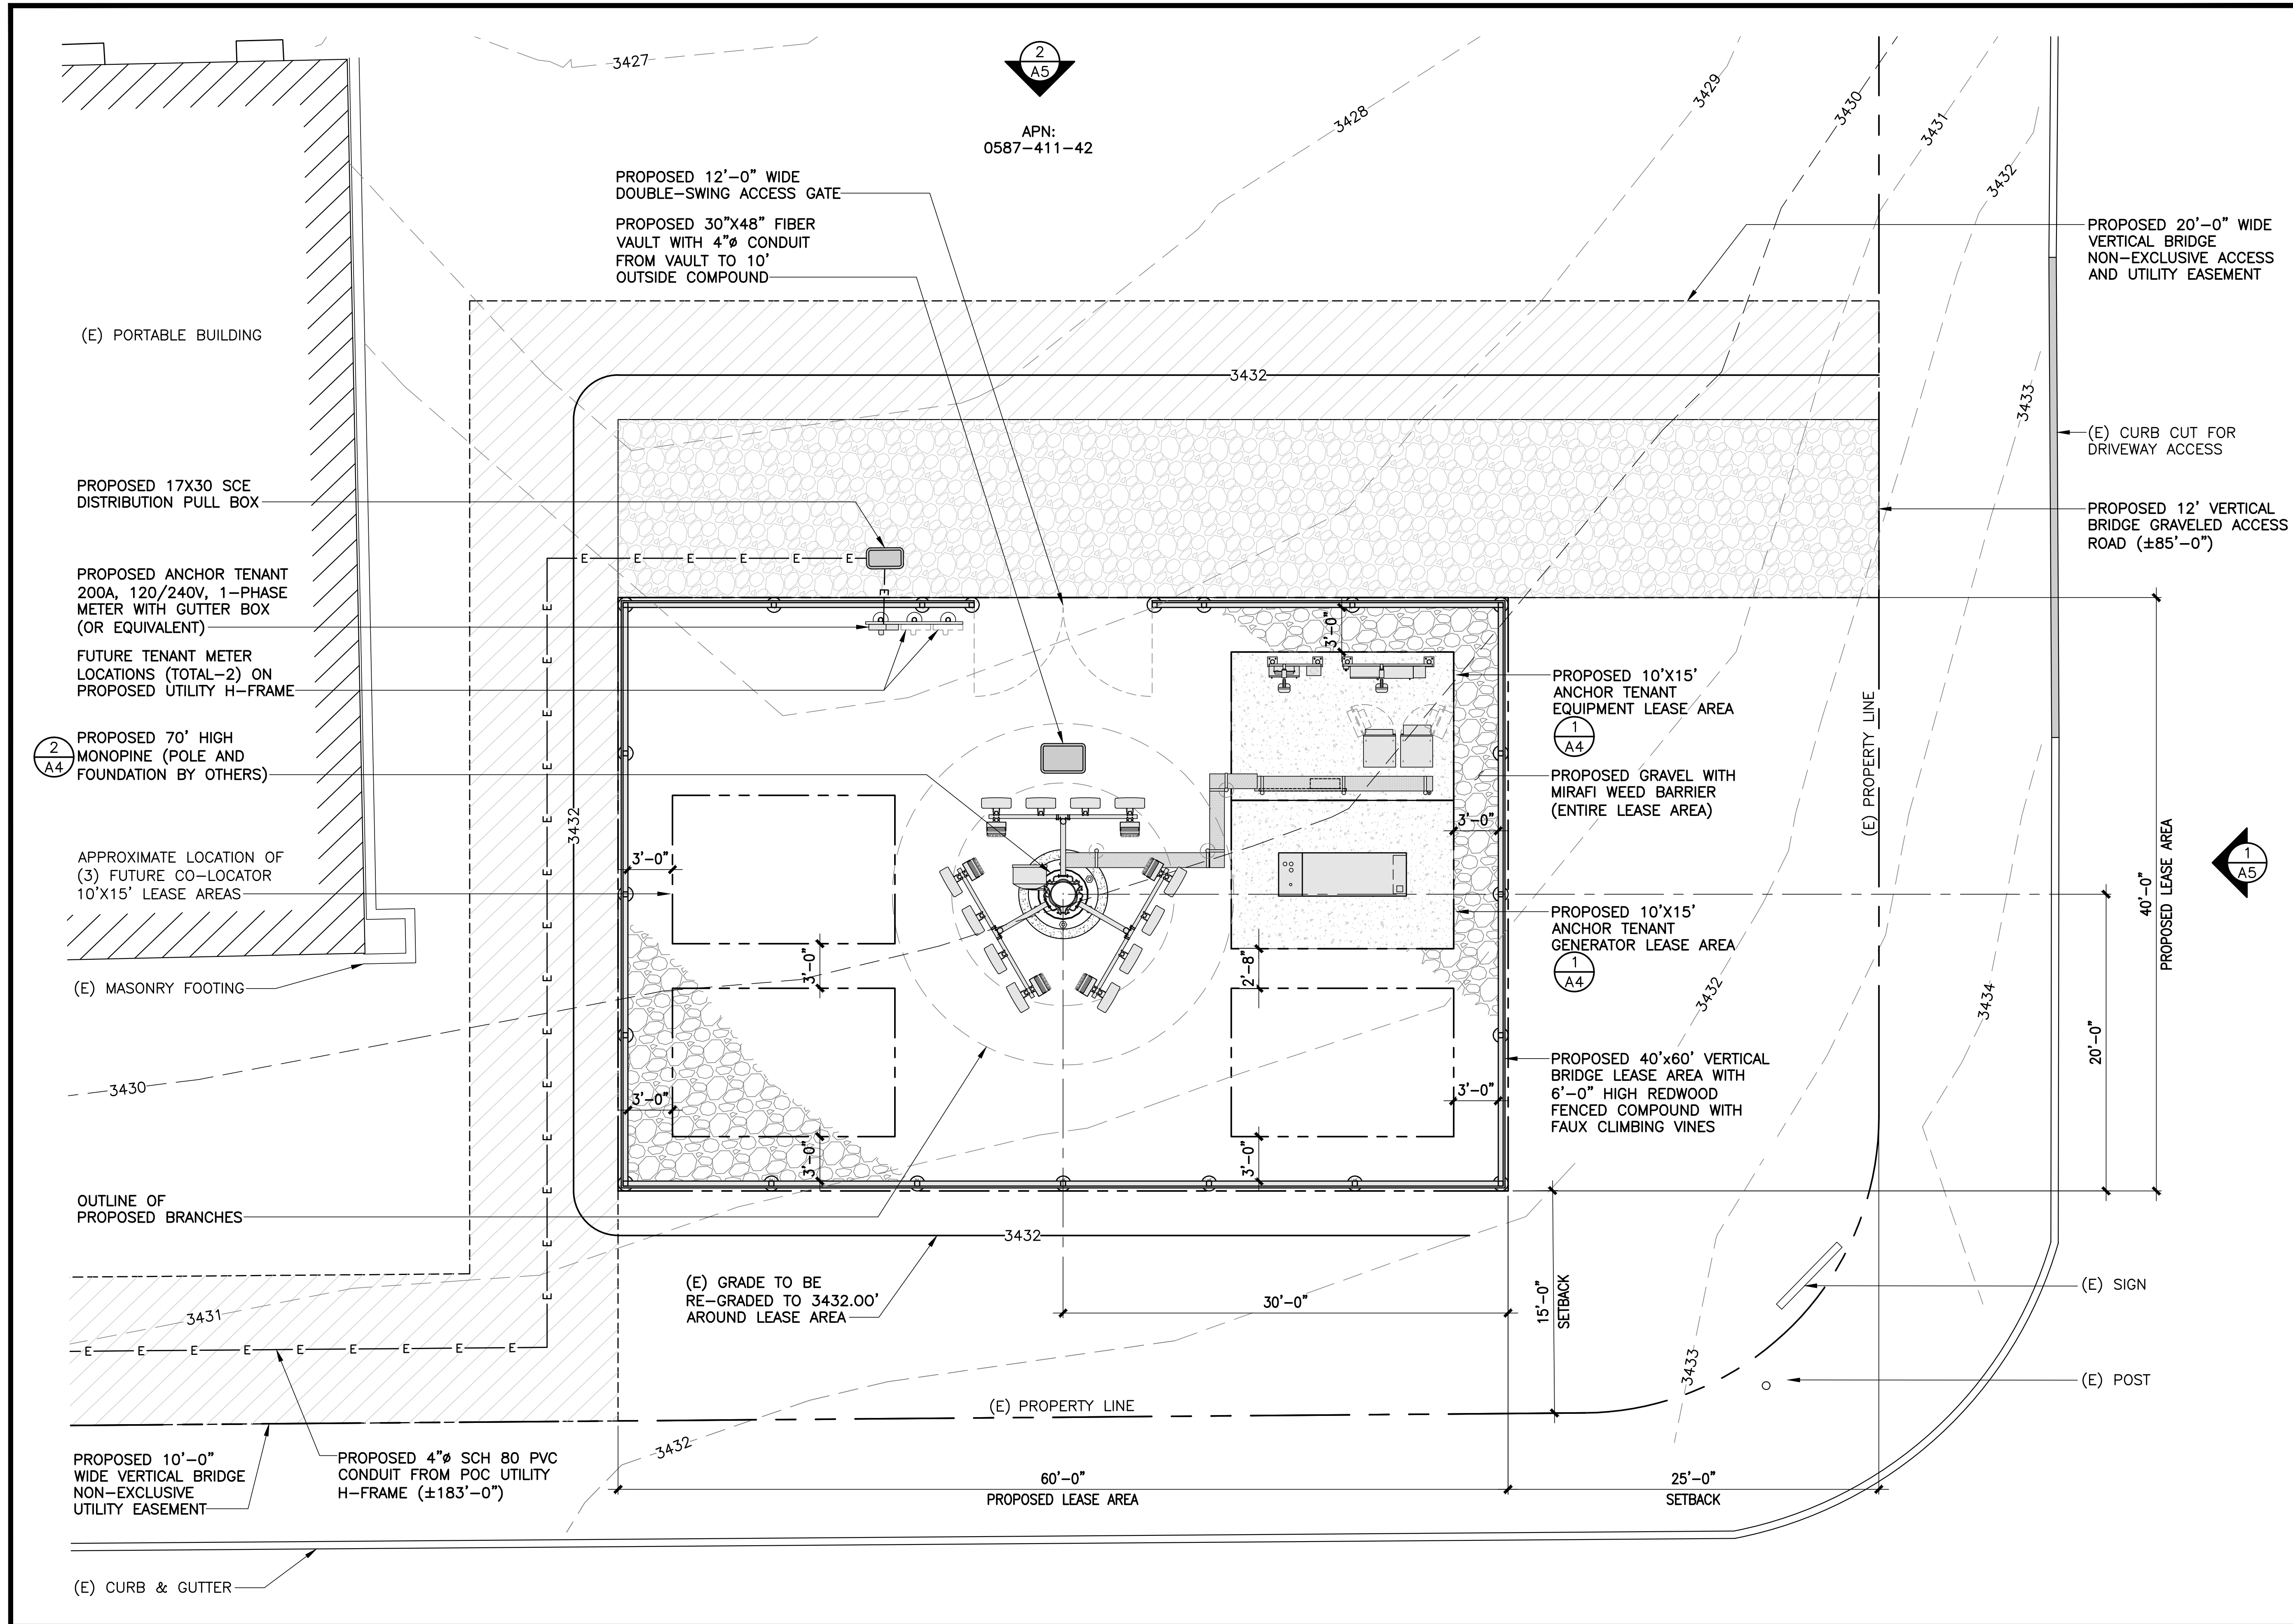 3427
2
A5
APN:
0587-411-42
3428
3429
3430
3431
3432
PROPOSED 12'-0" WIDE
DOUBLE-SWING ACCESS GATE
PROPOSED 30"X48" FIBER
VAULT WITH 4"ø CONDUIT
FROM VAULT TO 10'
OUTSIDE COMPOUND
PROPOSED 20'-0" WIDE
VERTICAL BRIDGE
NON-EXCLUSIVE ACCESS
AND UTILITY EASEMENT
(E) PORTABLE BUILDING
3432
3433
(E) CURB CUT FOR
DRIVEWAY ACCESS
PROPOSED 17X30 SCE
DISTRIBUTION PULL BOX
PROPOSED 12' VERTICAL
BRIDGE GRAVELED ACCESS
ROAD (±85'-0")
E E E E E E
E
PROPOSED ANCHOR TENANT
200A, 120/240V, 1-PHASE
METER WITH GUTTER BOX
(OR EQUIVALENT)
FUTURE TENANT METER
LOCATIONS (TOTAL-2) ON
PROPOSED UTILITY H-FRAME
3'-0"
PROPOSED 10'X15'
ANCHOR TENANT
EQUIPMENT LEASE AREA
1
A4
(E) PROPERTY LINE
2
A4
PROPOSED 70' HIGH
MONOPINE (POLE AND
FOUNDATION BY OTHERS)
PROPOSED GRAVEL WITH
MIRAFI WEED BARRIER
(ENTIRE LEASE AREA)
3432
3'-0"
3'-0"
APPROXIMATE LOCATION OF
(3) FUTURE CO-LOCATOR
10'X15' LEASE AREAS
40'-0"
PROPOSED LEASE AREA
1
A5
PROPOSED 10'X15'
ANCHOR TENANT
GENERATOR LEASE AREA
1
A4
3'-0"
2'-8"
(E) MASONRY FOOTING
3432
3434
20'-0"
3430
PROPOSED 40'x60' VERTICAL
BRIDGE LEASE AREA WITH
6'-0" HIGH REDWOOD
FENCED COMPOUND WITH
FAUX CLIMBING VINES
3'-0"
3'-0"
3'-0"
3'-0"
E E E E E E E E E E E E E E E
OUTLINE OF
PROPOSED BRANCHES
3432
(E) GRADE TO BE
RE-GRADED TO 3432.00'
AROUND LEASE AREA
30'-0"
15'-0"
SETBACK
(E) SIGN
3431
E E E E E E E E E
3433
(E) POST
(E) PROPERTY LINE
3432
PROPOSED 10'-0"
WIDE VERTICAL BRIDGE
NON-EXCLUSIVE
UTILITY EASEMENT
PROPOSED 4"ø SCH 80 PVC
CONDUIT FROM POC UTILITY
H-FRAME (±183'-0")
60'-0"
PROPOSED LEASE AREA
25'-0"
SETBACK
(E) CURB & GUTTER